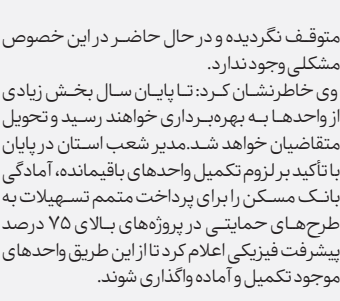 متوقف نگردیده و در حال حاضر در این خصوص
مشکلی وجود ندارد.
وی خاطرنشان کرد: تا پایان سال بخش زیادی
از واحدها به بهره‌برداری خواهند رسید و تحویل
متقاضیان خواهد شد.مدیر شعب استان در پایان
با تأکید بر لزوم تکمیل واحدهای باقیمانده، آمادگی
بانک مسکن را برای پرداخت متمم تسهیلات به
طرح‌های حمایتی در پروژه‌های بالای ۷۵ درصد
پیشرفت فیزیکی اعلام کرد تا از این طریق واحدهای
موجود تکمیل و آماده واگذاری شوند.